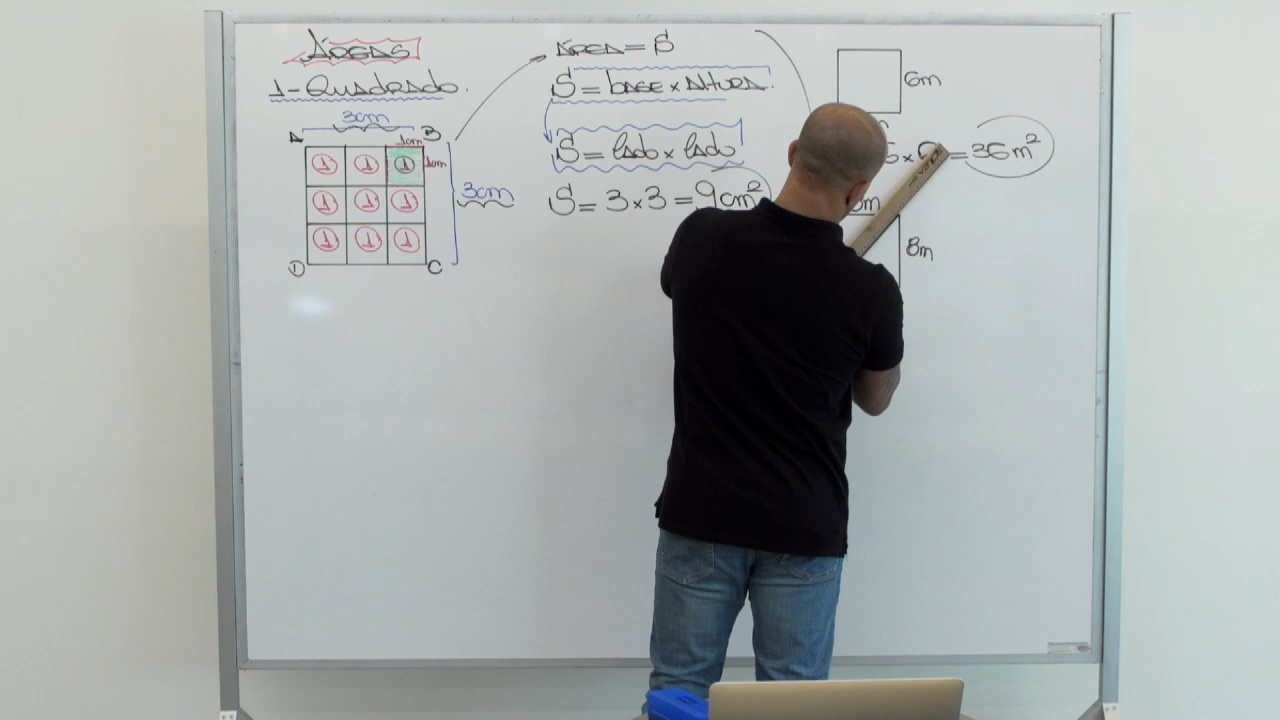 Áreas
1-Quadrado.
3cm
A
B
1cm
1 1 1
1cm
1 1 1
3cm
1 1 1
D
C
Área = S
S = base × Altura.
S = lado × lado
S = 3 × 3 = 9cm²
6m
= 36m²
8m